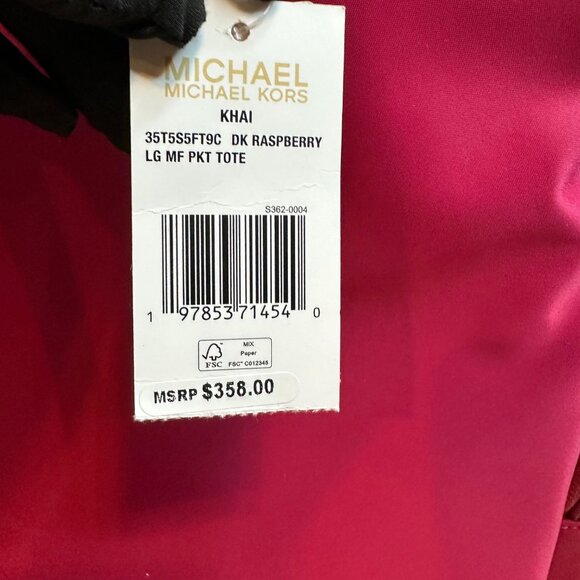 MICHAEL
MICHAEL KORS
KHAI
35T5S5FT9C DK RASPBERRY
LG MF PKT TOTE
S362-0004
1 97853 71454 0
FSC
MIX
Paper
FSC® C012345
MSRP $358.00